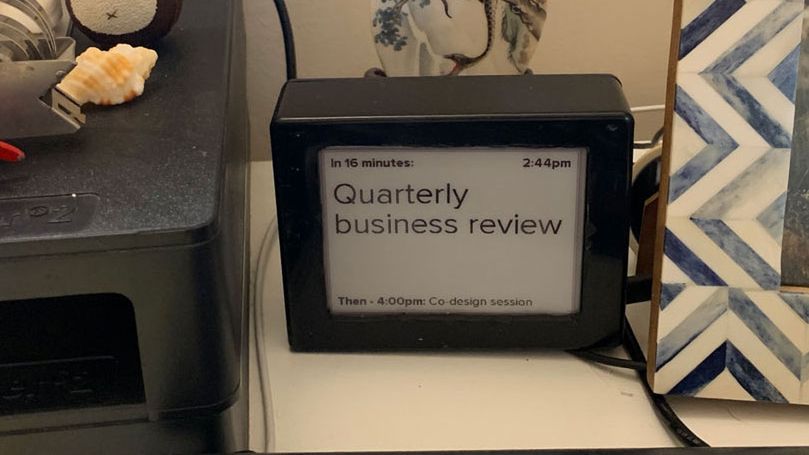 In 16 minutes:
2:44pm
Quarterly
business review
Then - 4:00pm: Co-design session